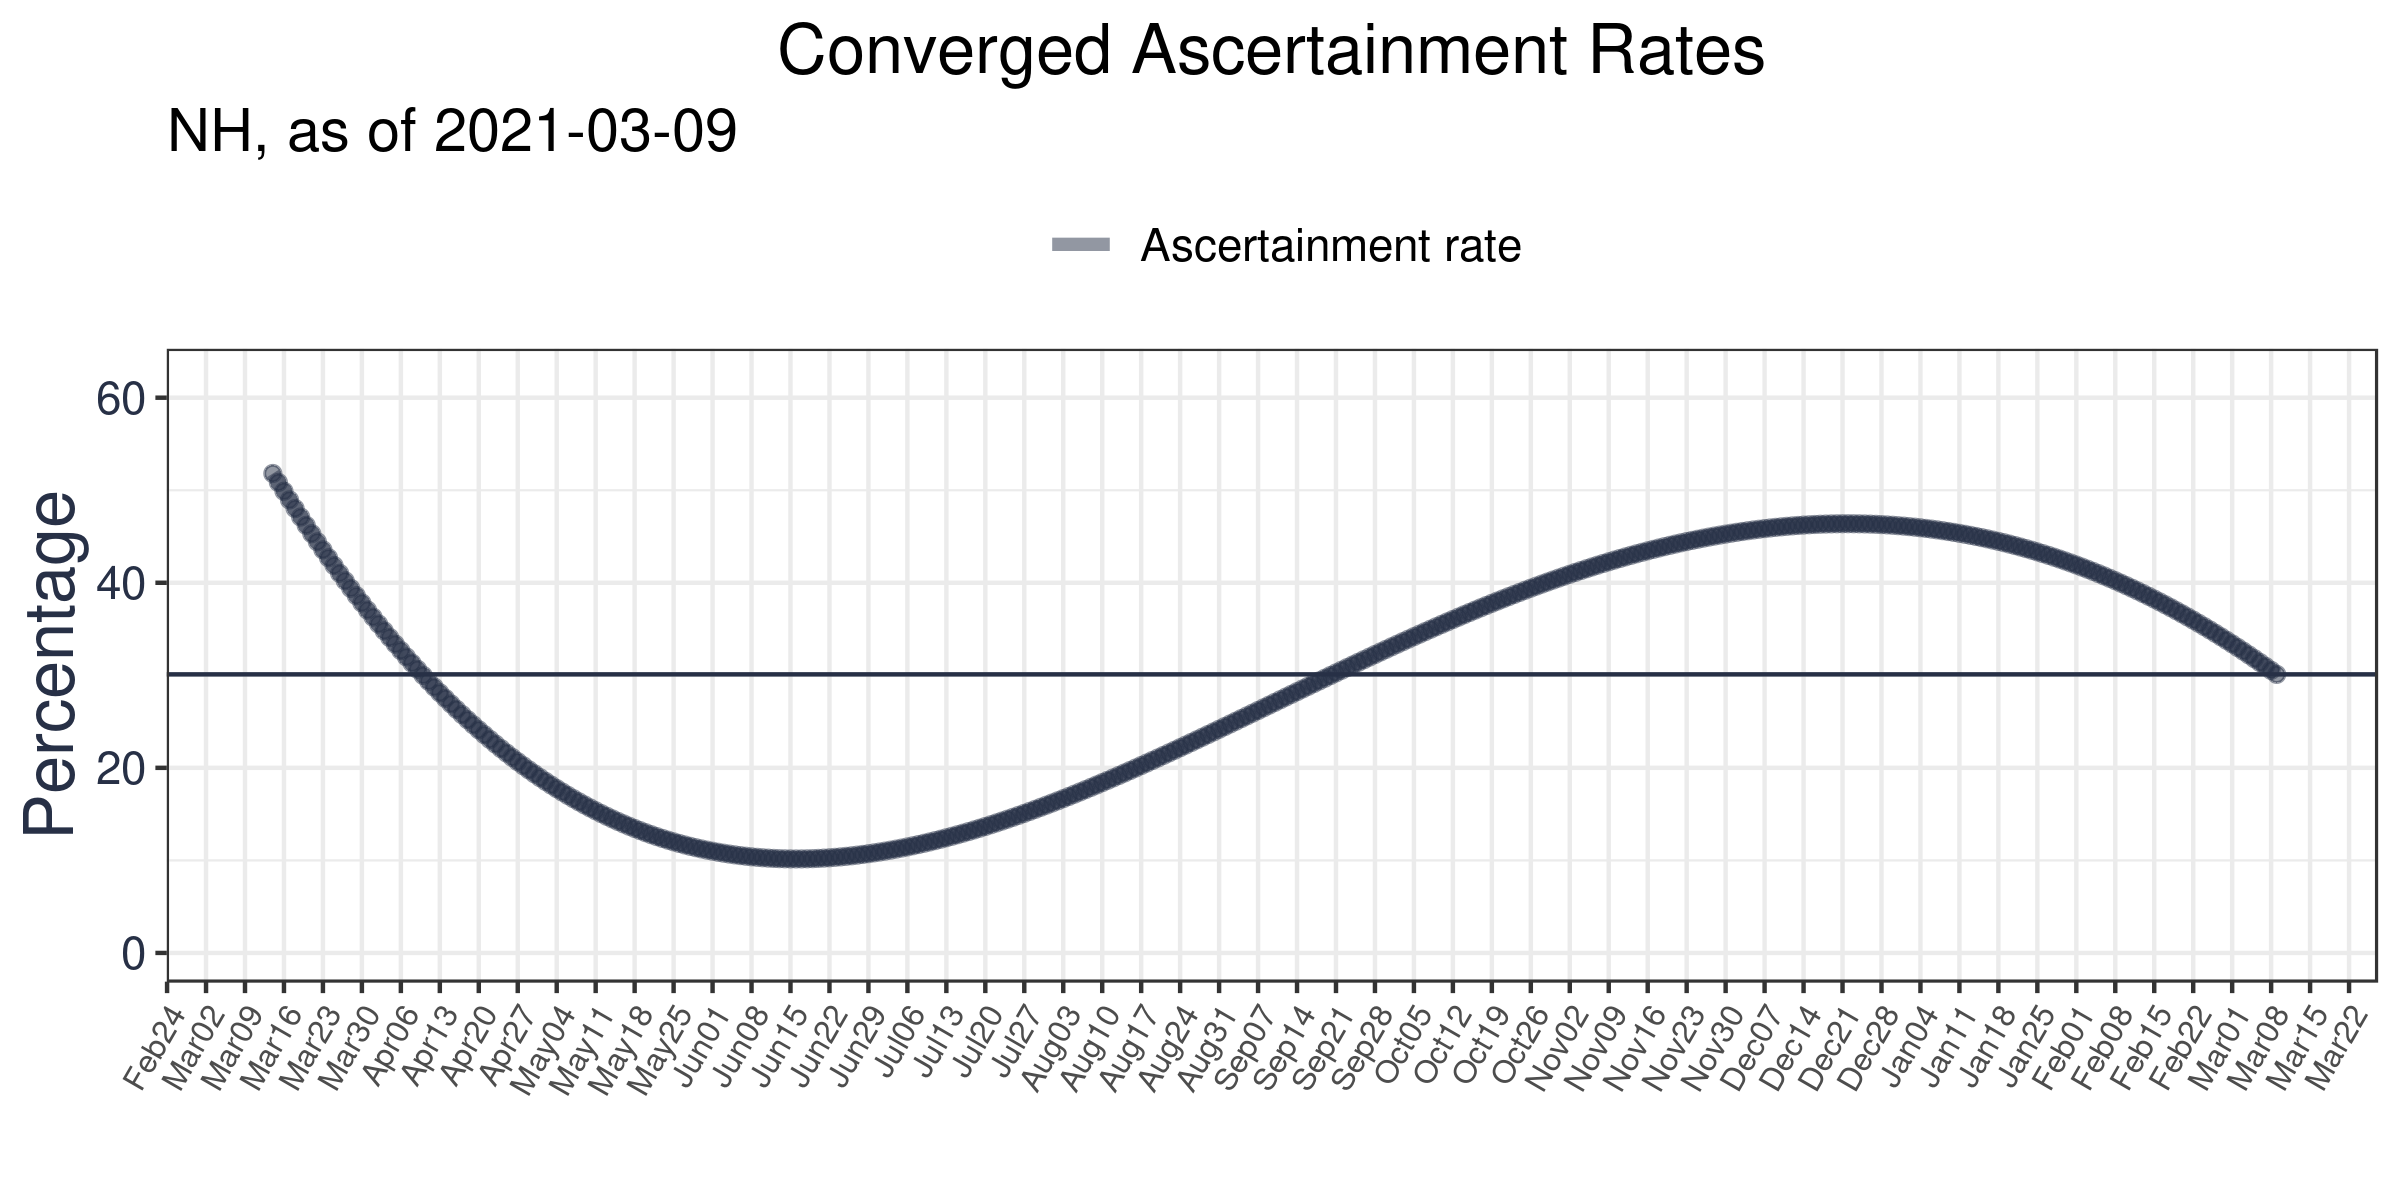 Converged Ascertainment Rates
NH, as of 2021-03-09
Ascertainment rate
Percentage
60
40
20
0
Feb24
Mar02
Mar09
Mar16
Mar23
Mar30
Apr06
Apr13
Apr20
Apr27
May04
May11
May18
May25
Jun01
Jun08
Jun15
Jun22
Jun29
Jul06
Jul13
Jul20
Jul27
Aug03
Aug10
Aug17
Aug24
Aug31
Sep07
Sep14
Sep21
Sep28
Oct05
Oct12
Oct19
Oct26
Nov02
Nov09
Nov16
Nov23
Nov30
Dec07
Dec14
Dec21
Dec28
Jan04
Jan11
Jan18
Jan25
Feb01
Feb08
Feb15
Feb22
Mar01
Mar08
Mar15
Mar22